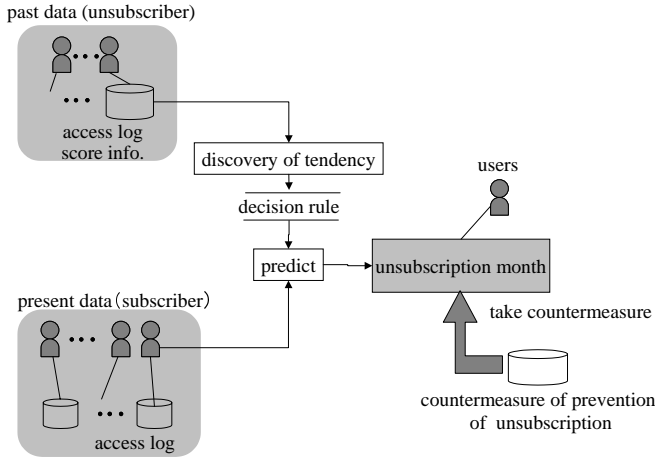 past data (unsubscriber)
access log
score info.
discovery of tendency
decision rule
predict
users
unsubscription month
present data（subscriber）
access log
take countermeasure
countermeasure of prevention
of unsubscription